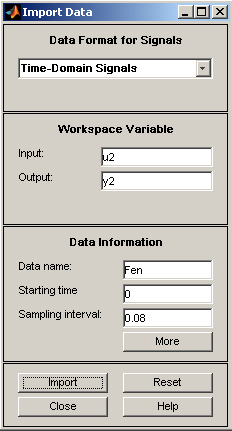 Import Data
Data Format for Signals
Time-Domain Signals
Workspace Variable
Input: u2
Output: y2
Data Information
Data name: Fen
Starting time 0
Sampling interval: 0.08
More
Import Reset
Close Help